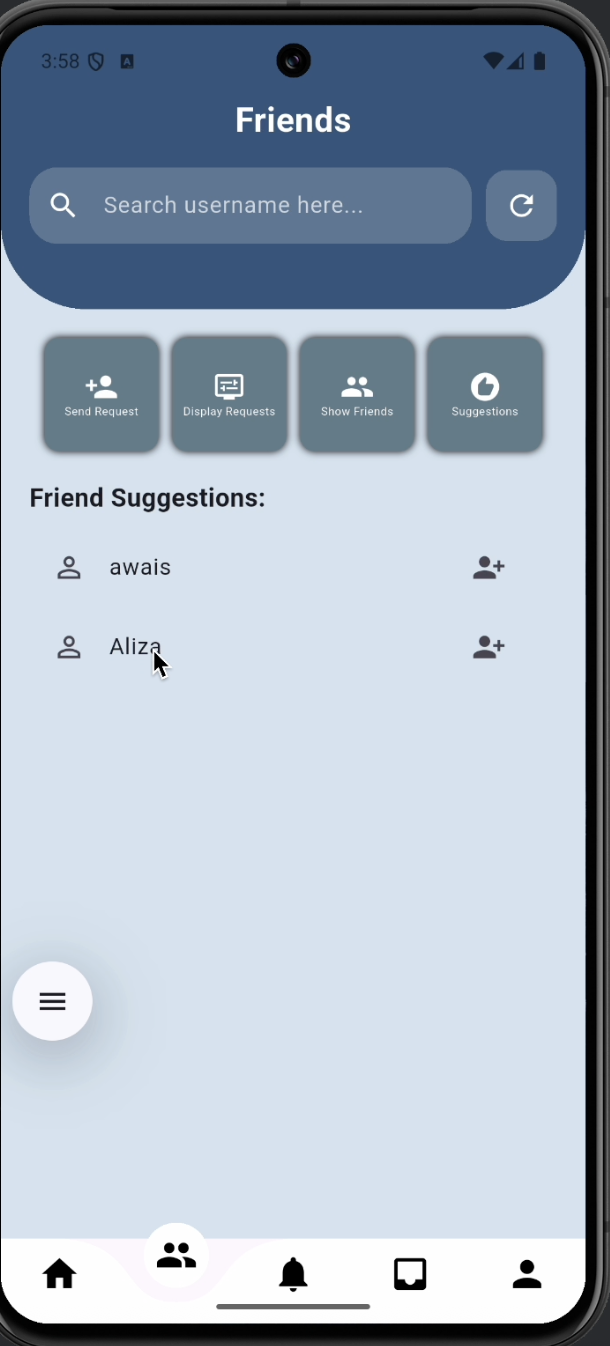 3:58
Friends
Search username here...
Send Request
Display Requests
Show Friends
Suggestions
Friend Suggestions:
awais
Aliza